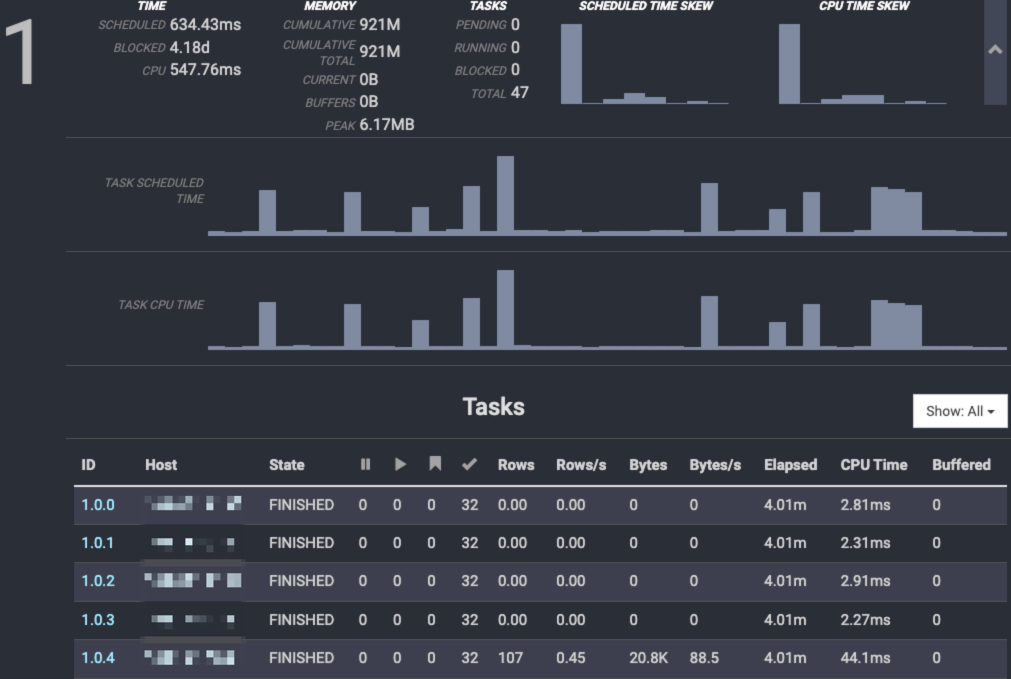 1
TIME
SCHEDULED 634.43ms
BLOCKED 4.18d
CPU 547.76ms
MEMORY
CUMULATIVE 921M
CUMULATIVE TOTAL 921M
CURRENT 0B
BUFFERS 0B
PEAK 6.17MB
TASKS
PENDING 0
RUNNING 0
BLOCKED 0
TOTAL 47
SCHEDULED TIME SKEW
CPU TIME SKEW
TASK SCHEDULED
TIME
TASK CPU TIME
Tasks
Show: All
ID Host State Rows Rows/s Bytes Bytes/s Elapsed CPU Time Buffered
1.0.0 FINISHED 0 0 0 32 0.00 0.00 0 0 4.01m 2.81ms 0
1.0.1 FINISHED 0 0 0 32 0.00 0.00 0 0 4.01m 2.31ms 0
1.0.2 FINISHED 0 0 0 32 0.00 0.00 0 0 4.01m 2.91ms 0
1.0.3 FINISHED 0 0 0 32 0.00 0.00 0 0 4.01m 2.27ms 0
1.0.4 FINISHED 0 0 0 32 107 0.45 20.8K 88.5 4.01m 44.1ms 0